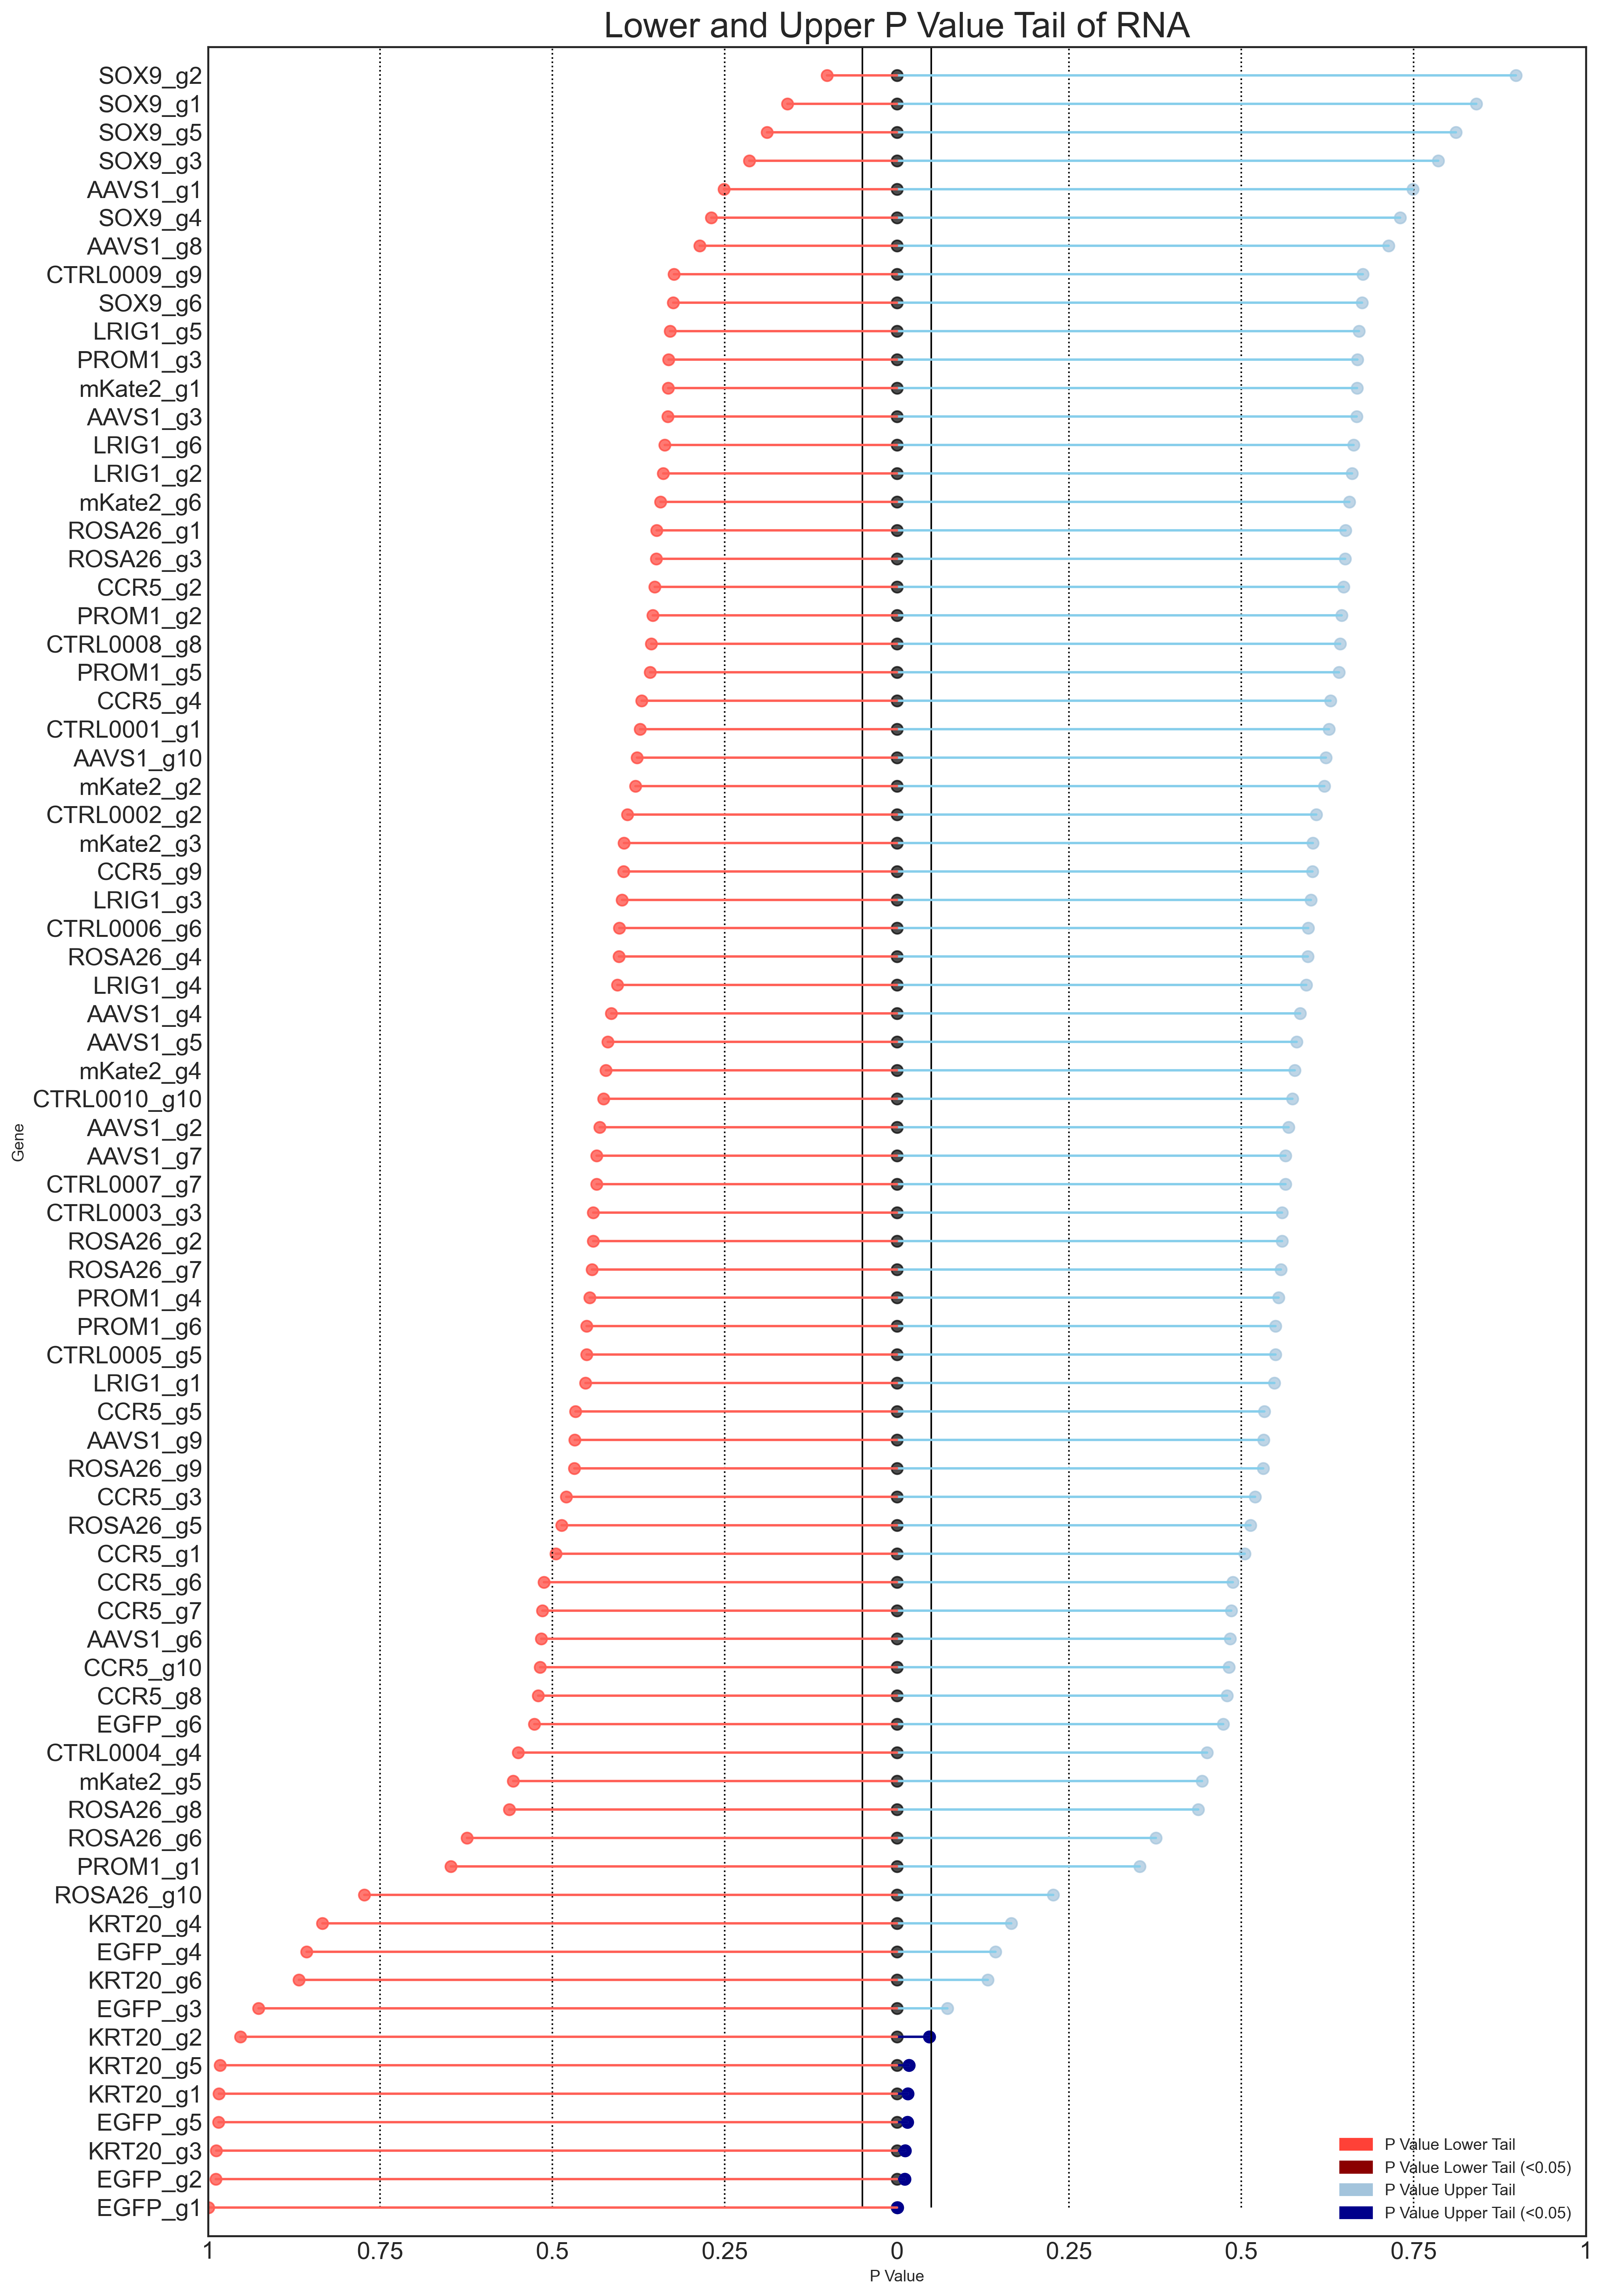 Lower and Upper P Value Tail of RNA
SOX9_g2
SOX9_g1
SOX9_g5
SOX9_g3
AAVS1_g1
SOX9_g4
AAVS1_g8
CTRL0009_g9
SOX9_g6
LRIG1_g5
PROM1_g3
mKate2_g1
AAVS1_g3
LRIG1_g6
LRIG1_g2
mKate2_g6
ROSA26_g1
ROSA26_g3
CCR5_g2
PROM1_g2
CTRL0008_g8
PROM1_g5
CCR5_g4
CTRL0001_g1
AAVS1_g10
mKate2_g2
CTRL0002_g2
mKate2_g3
CCR5_g9
LRIG1_g3
CTRL0006_g6
ROSA26_g4
LRIG1_g4
AAVS1_g4
AAVS1_g5
mKate2_g4
CTRL0010_g10
AAVS1_g2
AAVS1_g7
CTRL0007_g7
CTRL0003_g3
ROSA26_g2
ROSA26_g7
PROM1_g4
PROM1_g6
CTRL0005_g5
LRIG1_g1
CCR5_g5
AAVS1_g9
ROSA26_g9
CCR5_g3
ROSA26_g5
CCR5_g1
CCR5_g6
CCR5_g7
AAVS1_g6
CCR5_g10
CCR5_g8
EGFP_g6
CTRL0004_g4
mKate2_g5
ROSA26_g8
ROSA26_g6
PROM1_g1
ROSA26_g10
KRT20_g4
EGFP_g4
KRT20_g6
EGFP_g3
KRT20_g2
KRT20_g5
KRT20_g1
EGFP_g5
KRT20_g3
EGFP_g2
EGFP_g1
Gene
P Value Lower Tail
P Value Lower Tail (<0.05)
P Value Upper Tail
P Value Upper Tail (<0.05)
1 0.75 0.5 0.25 0 0.25 0.5 0.75 1
P Value